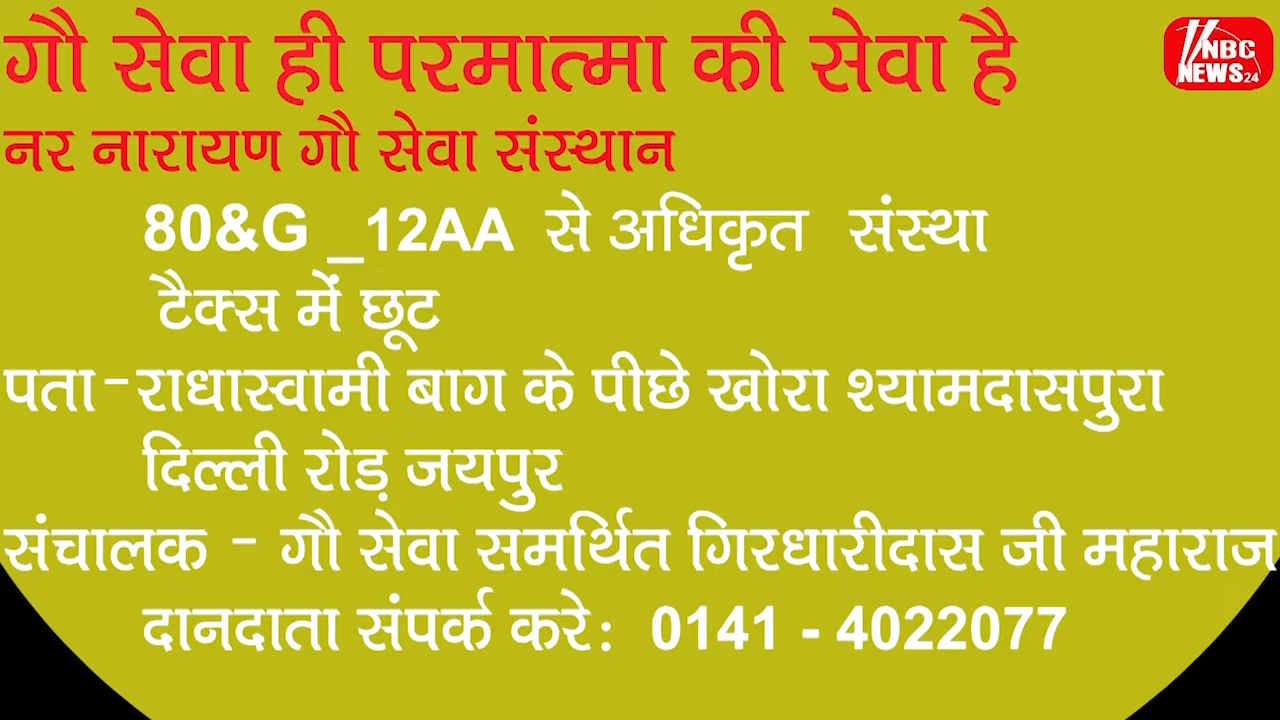 गौ सेवा ही परमात्मा की सेवा है
NBC
NEWS24
नर नारायण गौ सेवा संस्थान
80&G _12AA से अधिकृत संस्था
टैक्स में छूट
पता-राधास्वामी बाग के पीछे खोरा श्यामदासपुरा
दिल्ली रोड़ जयपुर
संचालक - गौ सेवा समर्थित गिरधारीदास जी महाराज
दानदाता संपर्क करे: 0141 - 4022077